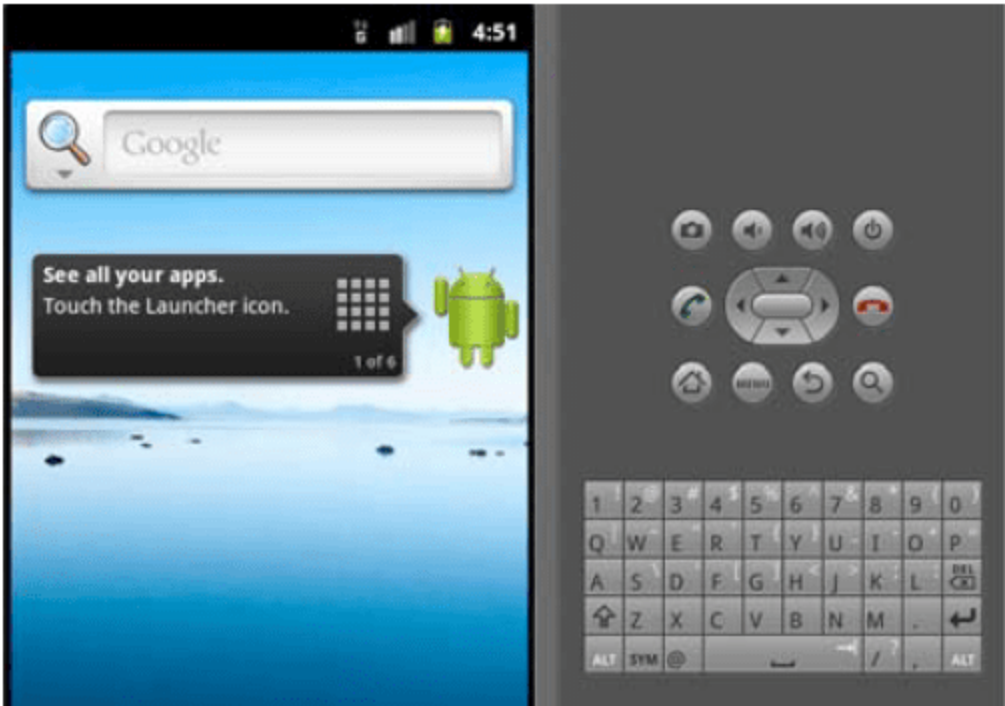 4:51
Google
See all your apps.
Touch the Launcher icon.
1 of 6
MENU
1 ! 2 @ 3 # 4 $ 5 % 6 ^ 7 & 8 * 9 ( 0 )
Q W E R T Y U I O P
A S D F G H J K L DEL
Z X C V B N M .
ALT SYM @ / ? , ALT